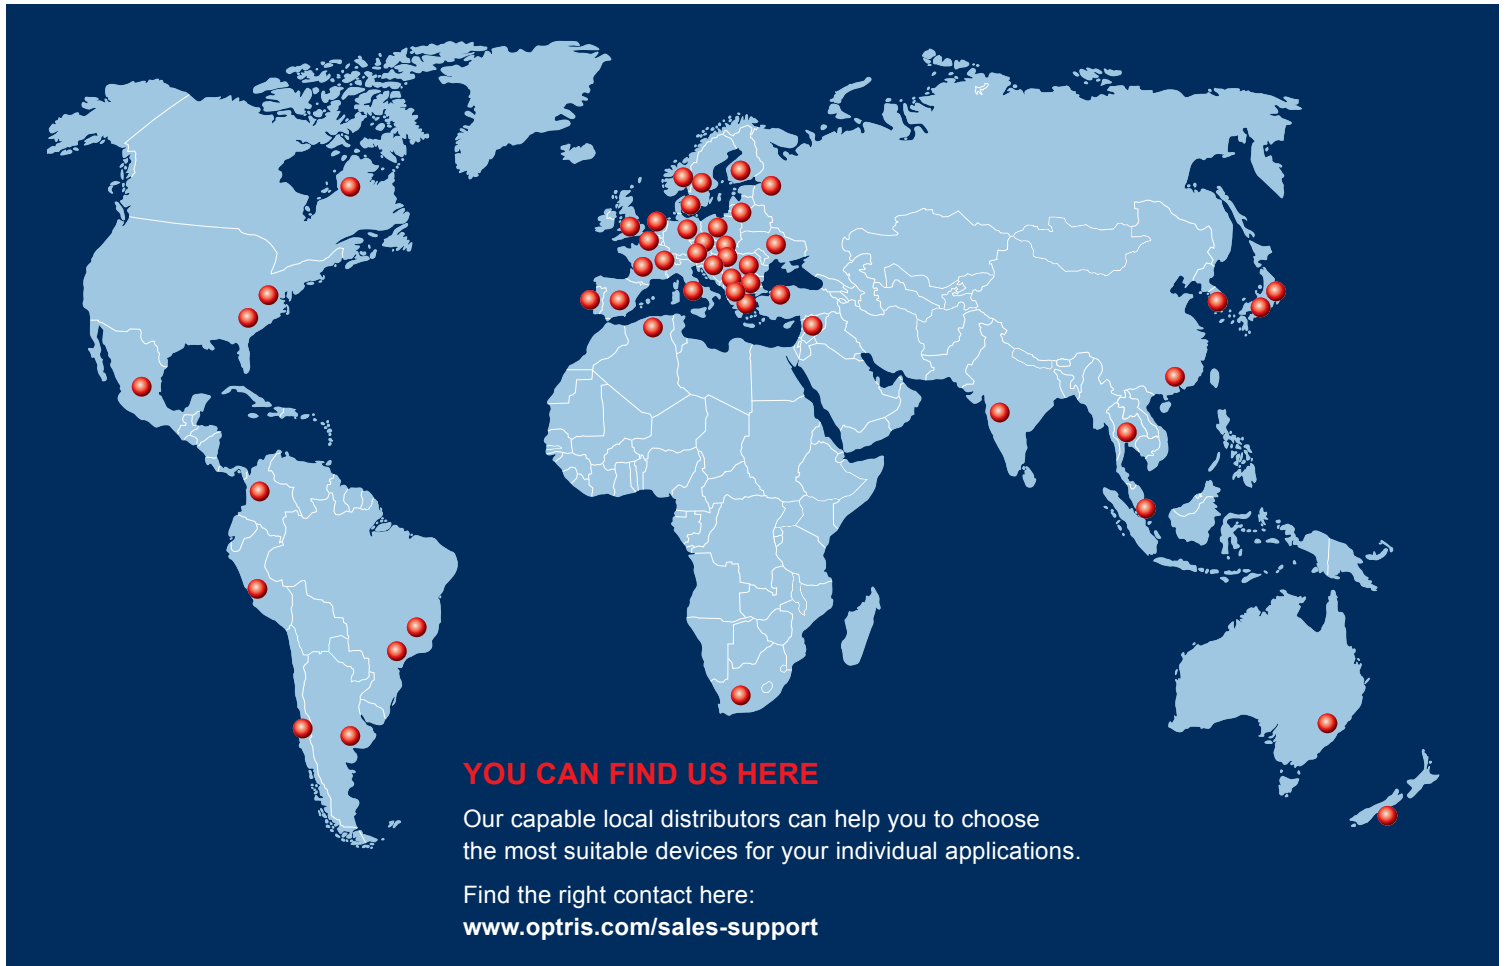 YOU CAN FIND US HERE
Our capable local distributors can help you to choose
the most suitable devices for your individual applications.
Find the right contact here:
www.optris.com/sales-support